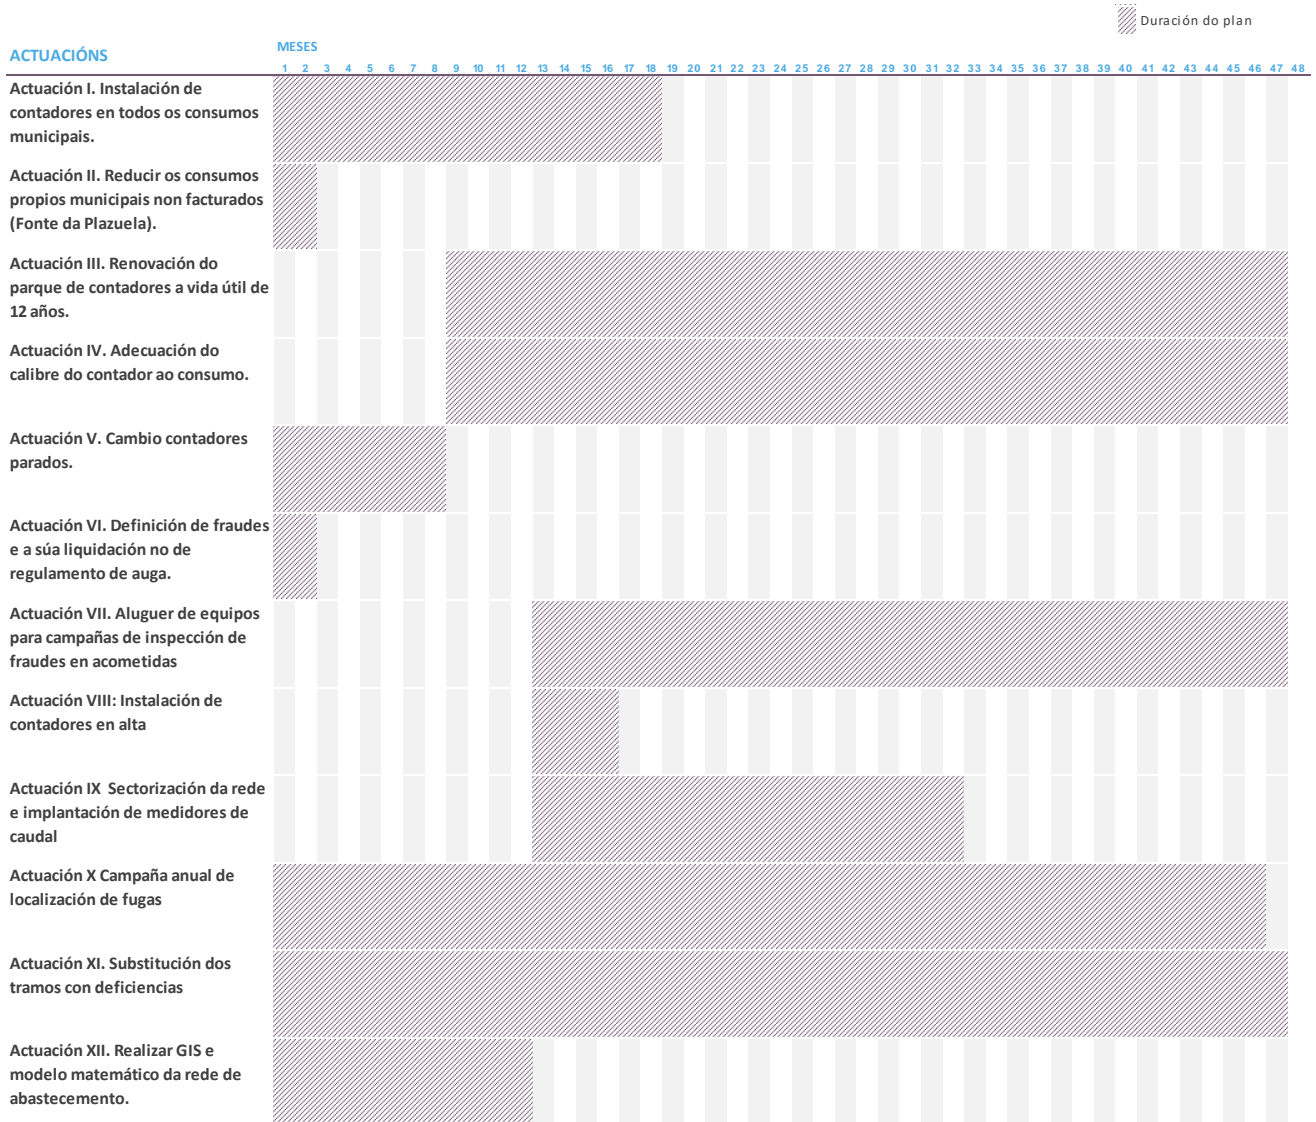 Duración do plan
ACTUACIÓNS
MESES
1 2 3 4 5 6 7 8 9 10 11 12 13 14 15 16 17 18 19 20 21 22 23 24 25 26 27 28 29 30 31 32 33 34 35 36 37 38 39 40 41 42 43 44 45 46 47 48
Actuación I. Instalación de
contadores en todos os consumos
municipais.
Actuación II. Reducir os consumos
propios municipais non facturados
(Fonte da Plazuela).
Actuación III. Renovación do
parque de contadores a vida útil de
12 años.
Actuación IV. Adecuación do
calibre do contador ao consumo.
Actuación V. Cambio contadores
parados.
Actuación VI. Definición de fraudes
e a súa liquidación no de
regulamento de auga.
Actuación VII. Aluguer de equipos
para campañas de inspección de
fraudes en acometidas
Actuación VIII: Instalación de
contadores en alta
Actuación IX Sectorización da rede
e implantación de medidores de
caudal
Actuación X Campaña anual de
localización de fugas
Actuación XI. Substitución dos
tramos con deficiencias
Actuación XII. Realizar GIS e
modelo matemático da rede de
abastecemento.